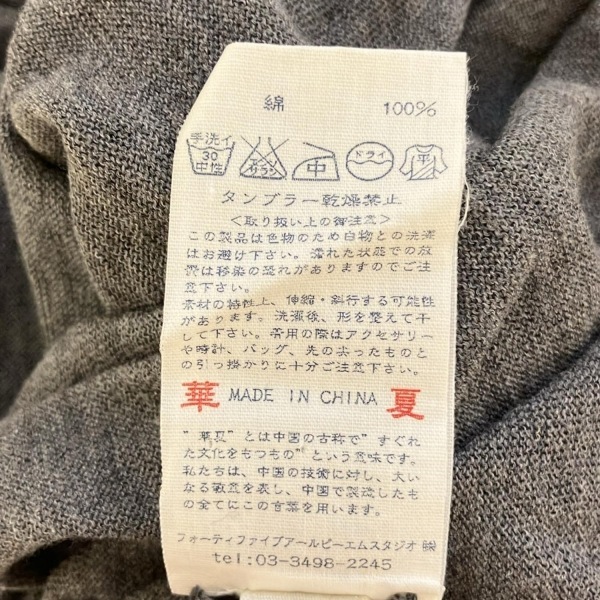 綿 100%
手洗イ
30
中性
エンソ
サラシ
中
ドライ
平
タンブラー乾燥禁止
<取り扱い上の御注意>
この製品は色物のため白物との洗濯
はお避け下さい。濡れた状態での放
置は移染の恐れがありますのでご注
意下さい。
素材の特性上、伸縮・斜行する可能性
があります。洗濯後、形を整えて干
して下さい。着用の際はアクセサリー
や時計、バッグ、先の尖ったものと
の引っ掛かりに十分ご注意下さい。
華 MADE IN CHINA 夏
"華夏"とは中国の古称で"すぐれ
た文化をもつもの"という意味です。
私たちは、中国の技術に対し、大い
なる敬意を表し、中国で製造したも
の全てにこの言葉を用います。
フォーティファイブアールピーエムスタジオ ㈱
tel:03-3498-2245